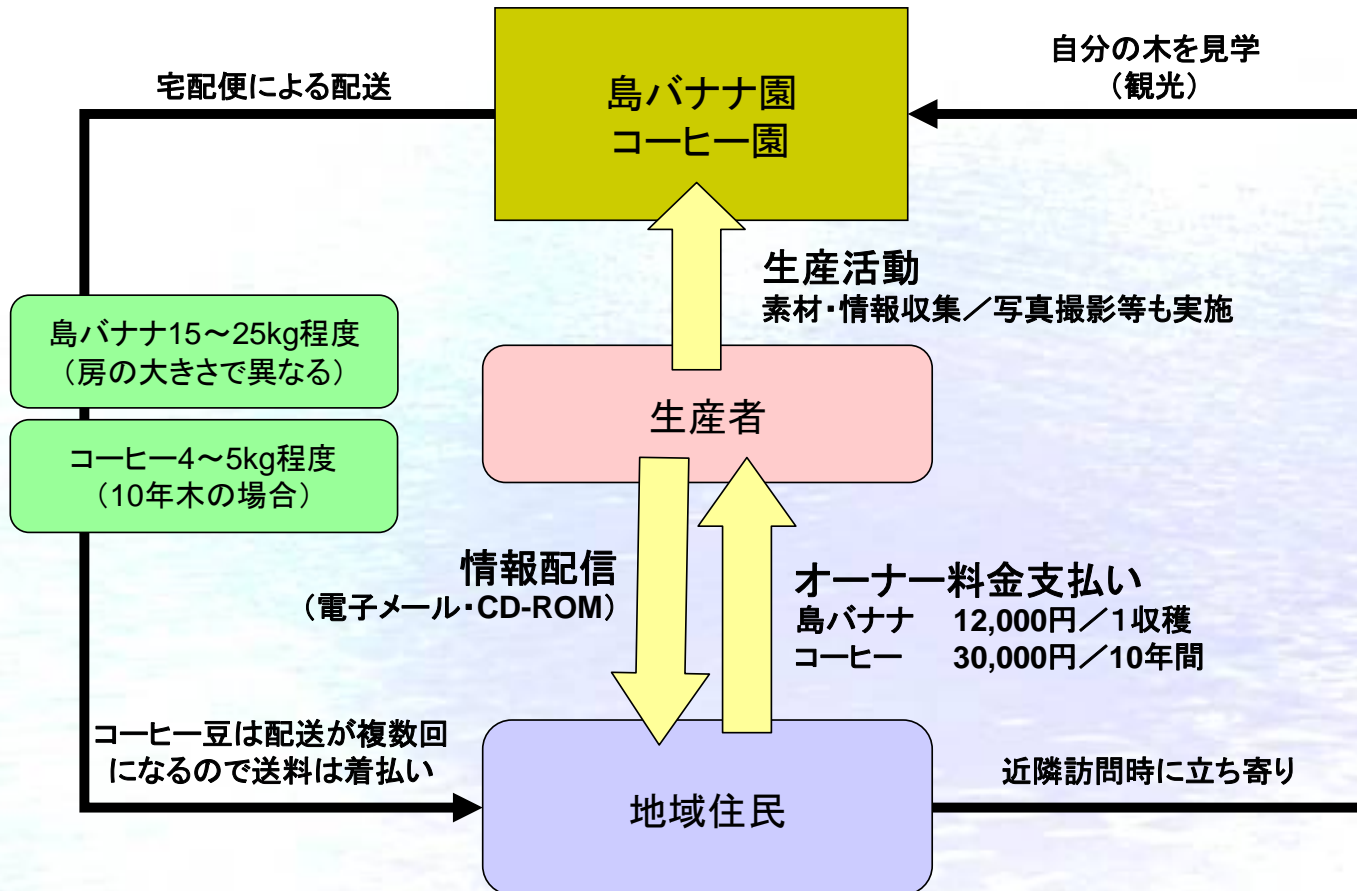 宅配便による配送
島バナナ園
コーヒー園
自分の木を見学
（観光）
生産活動
素材・情報収集／写真撮影等も実施
島バナナ15～25kg程度
（房の大きさで異なる）
コーヒー4～5kg程度
（10年木の場合）
生産者
情報配信
（電子メール・CD-ROM）
オーナー料金支払い
島バナナ 12,000円／１収穫
コーヒー 30,000円／10年間
コーヒー豆は配送が複数回
になるので送料は着払い
地域住民
近隣訪問時に立ち寄り